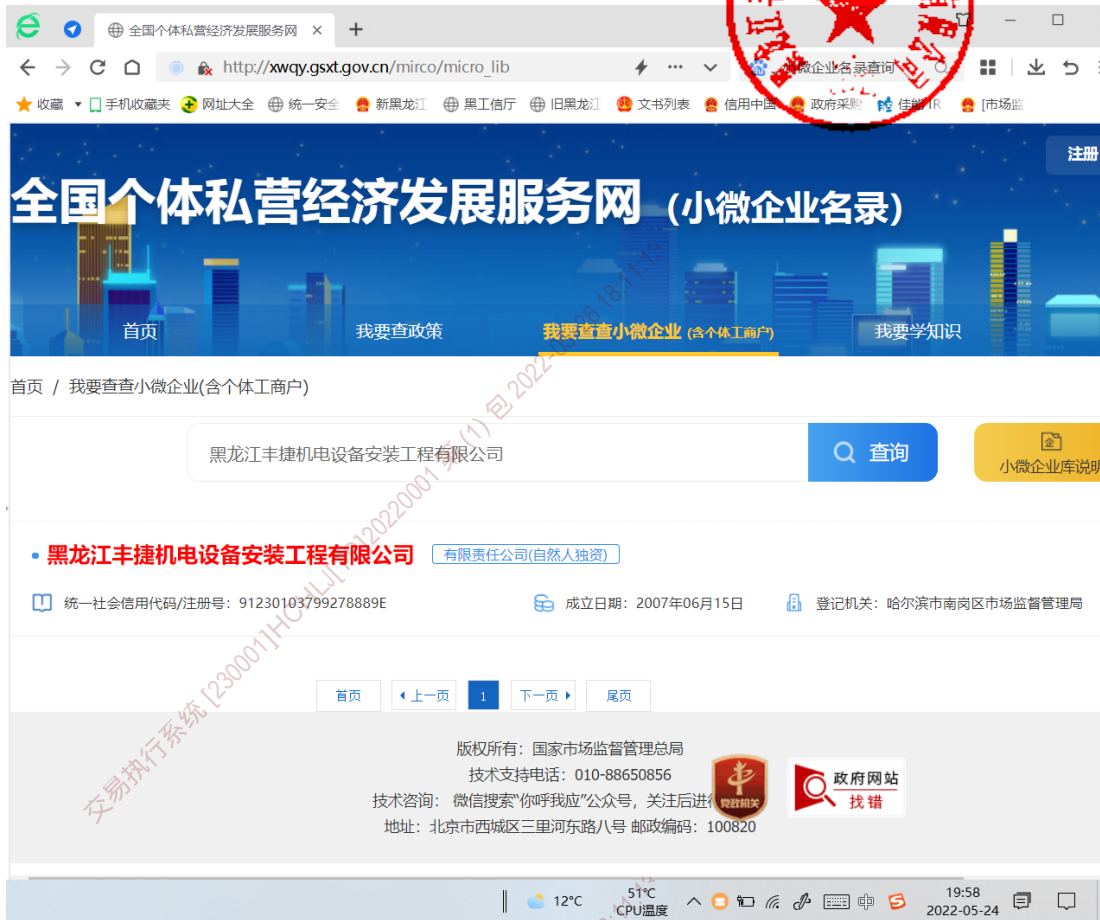 全国个体私营经济发展服务网
http://xwqy.gsxt.gov.cn/mirco/micro_lib
小微企业名录查询
收藏 手机收藏夹 网址大全 统一安全 新黑龙江 黑工信厅 旧黑龙江 文书列表 信用中国 政府采购 佳能 IR [市场监
注册
全国个体私营经济发展服务网（小微企业名录）
首页 我要查政策 我要查查小微企业 (含个体工商户) 我要学知识
首页 / 我要查查小微企业(含个体工商户)
黑龙江丰捷机电设备安装工程有限公司
查询
小微企业库说明
黑龙江丰捷机电设备安装工程有限公司 有限责任公司(自然人独资)
统一社会信用代码/注册号：91230103799278889E 成立日期：2007年06月15日 登记机关：哈尔滨市南岗区市场监督管理局
首页 上一页 1 下一页 尾页
版权所有：国家市场监督管理总局
技术支持电话：010-88650856
技术咨询： 微信搜索“你呼我应”公众号，关注后进行
地址：北京市西城区三里河东路八号 邮政编码：100820
党政机关
政府网站
找错
12°C
51°C
CPU温度
中
19:58
2022-05-24